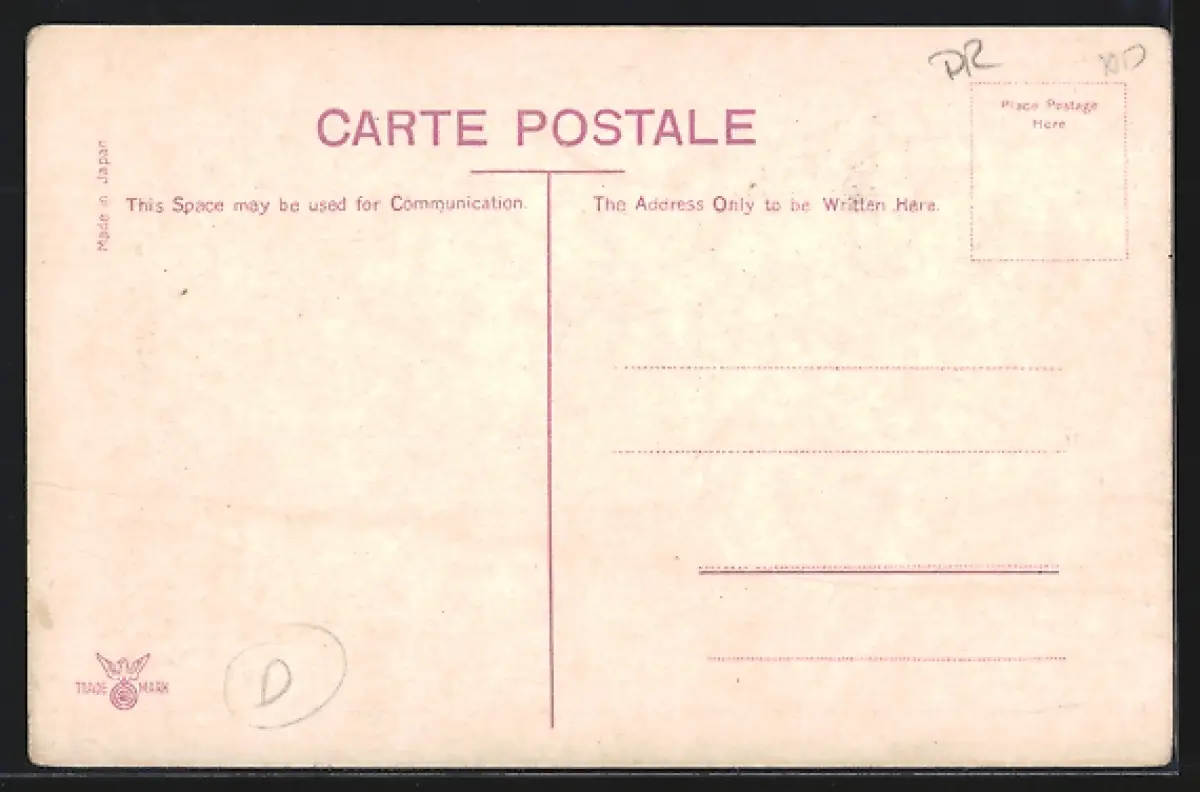 DR
CARTE POSTALE
Place Postage
Here
Made in Japan
This Space may be used for Communication.
The Address Only to be Written Here.
TRADE MARK
D